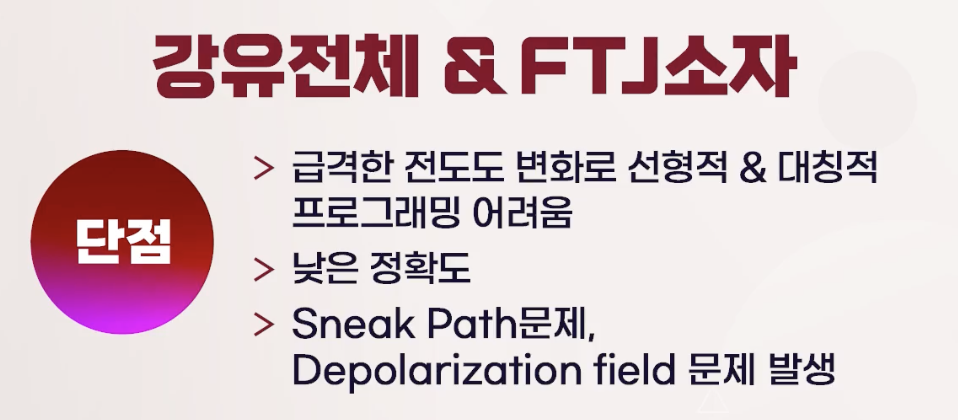 강유전체 & FTJ소자
단점
> 급격한 전도도 변화로 선형적 & 대칭적
프로그래밍 어려움
> 낮은 정확도
> Sneak Path문제,
Depolarization field 문제 발생